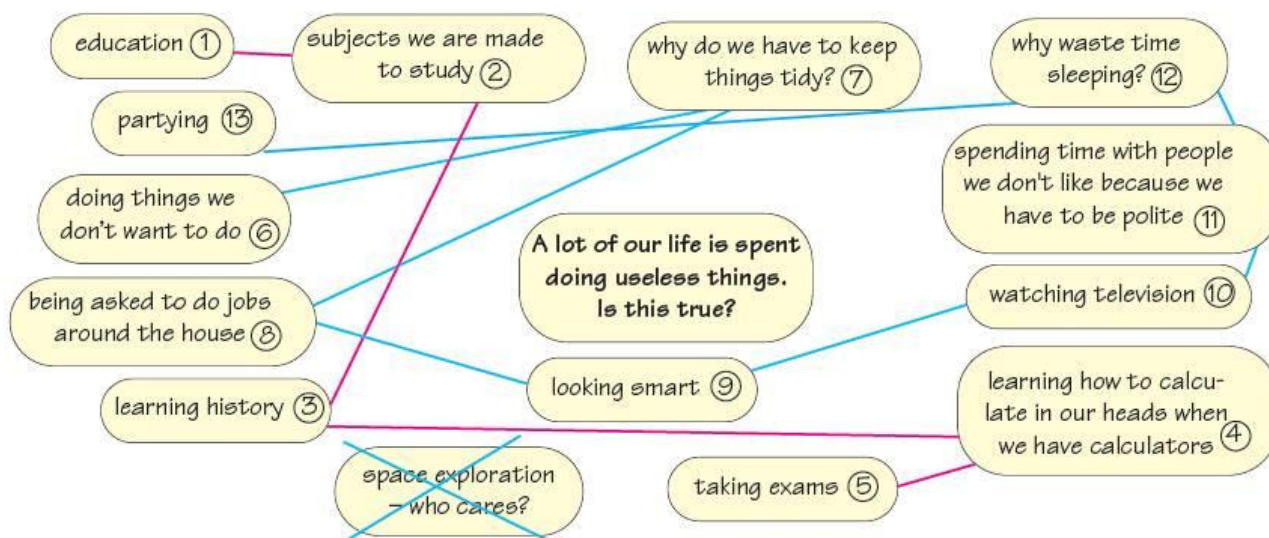 education ①
subjects we are made
to study ②
why do we have to keep
things tidy? ⑦
why waste time
sleeping? ⑫
partying ⑬
spending time with people
we don't like because we
have to be polite ⑪
doing things we
don't want to do ⑥
A lot of our life is spent
doing useless things.
Is this true?
being asked to do jobs
around the house ⑧
watching television ⑩
looking smart ⑨
learning history ③
learning how to calcu-
late in our heads when
we have calculators ④
space exploration
– who cares?
taking exams ⑤